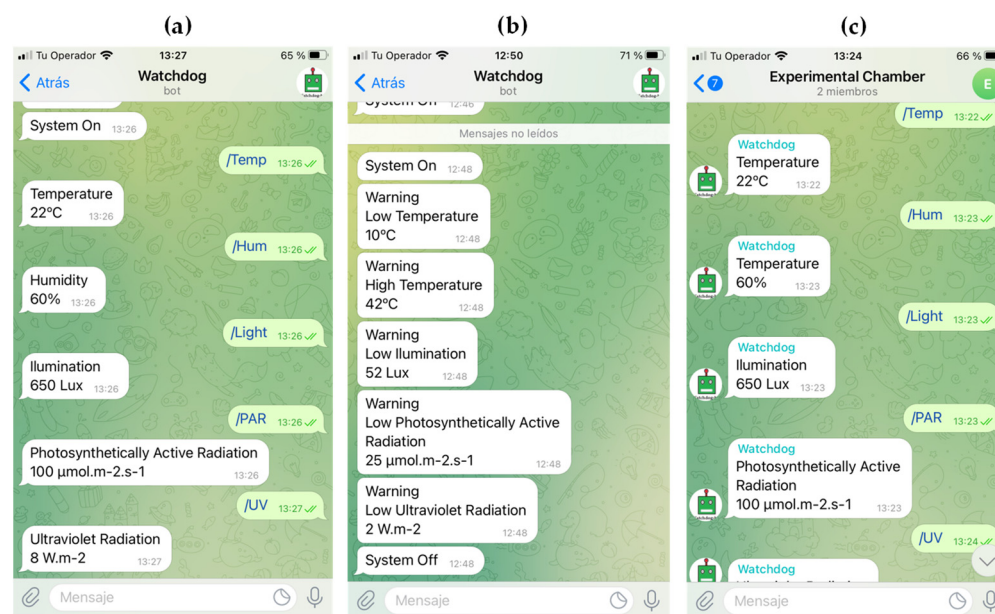 (a)
Tu Operador 13:27 65 %
Atrás Watchdog
bot
System On 13:26
/Temp 13:26
Temperature
22ºC 13:26
/Hum 13:26
Humidity
60% 13:26
/Light 13:26
Ilumination
650 Lux 13:26
/PAR 13:26
Photosynthetically Active Radiation
100 µmol.m-2.s-1 13:26
/UV 13:27
Ultraviolet Radiation
8 W.m-2 13:27
Mensaje
(b)
Tu Operador 12:50 71 %
Atrás Watchdog
bot
System Off 12:46
Mensajes no leídos
System On 12:48
Warning
Low Temperature
10ºC 12:48
Warning
High Temperature
42ºC 12:48
Warning
Low Ilumination
52 Lux 12:48
Warning
Low Photosynthetically Active
Radiation
25 µmol.m-2.s-1 12:48
Warning
Low Ultraviolet Radiation
2 W.m-2 12:48
System Off 12:48
Mensaje
(c)
Tu Operador 13:24 66 %
7 Experimental Chamber E
2 miembros
/Temp 13:22
Watchdog
Temperature
22ºC 13:22
/Hum 13:23
Watchdog
Temperature
60% 13:23
/Light 13:23
Watchdog
Ilumination
650 Lux 13:23
/PAR 13:23
Watchdog
Photosynthetically Active
Radiation
100 µmol.m-2.s-1 13:23
/UV 13:24
Watchdog
Mensaje